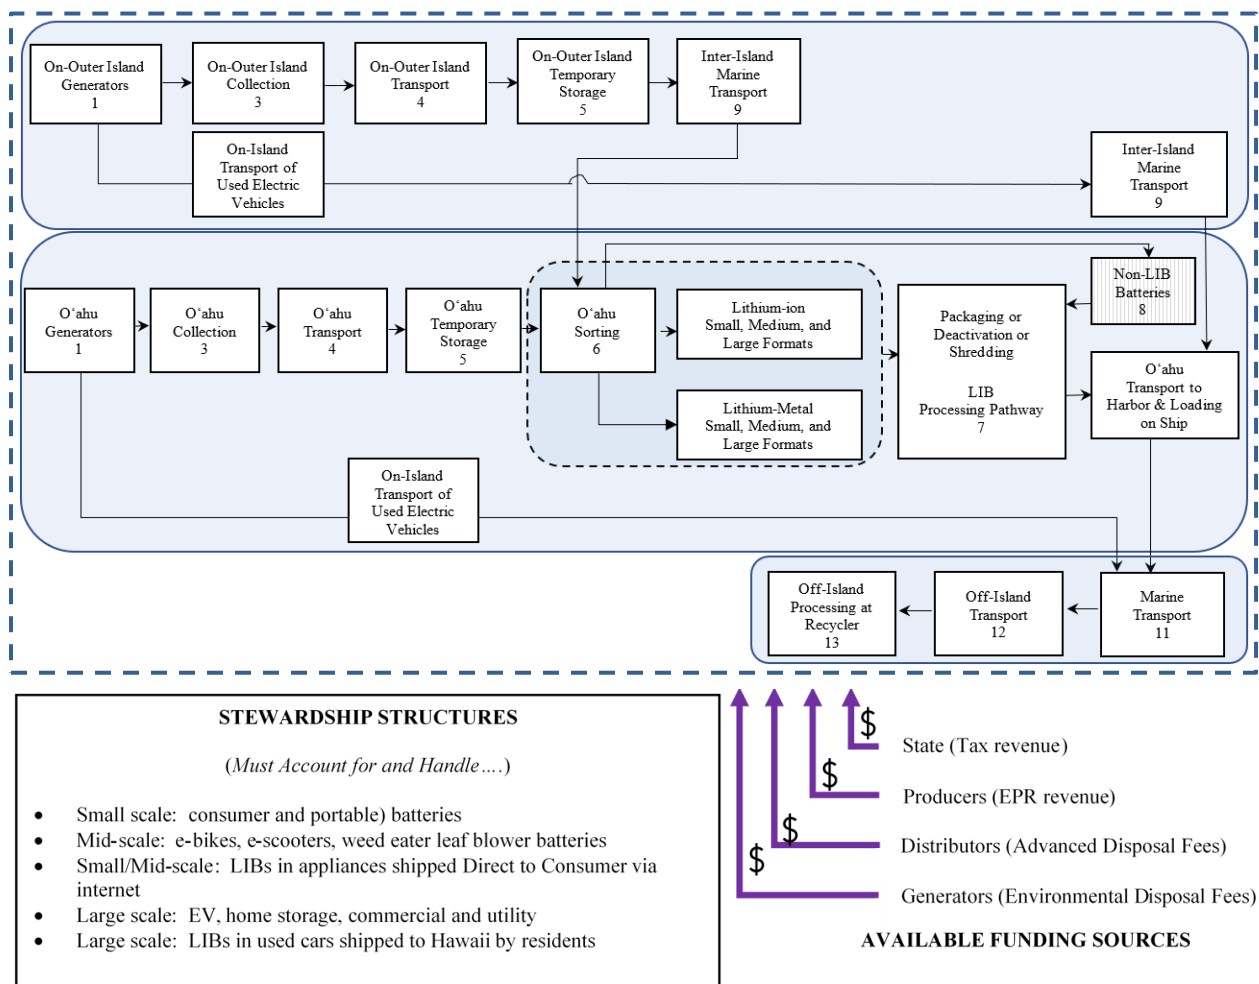 On-Outer Island
Generators
1
On-Outer Island
Collection
3
On-Outer Island
Transport
4
On-Outer Island
Temporary
Storage
5
Inter-Island
Marine
Transport
9
On-Island
Transport of
Used Electric
Vehicles
Inter-Island
Marine
Transport
9
Oʻahu
Generators
1
Oʻahu
Collection
3
Oʻahu
Transport
4
Oʻahu
Temporary
Storage
5
Oʻahu
Sorting
6
Lithium-ion
Small, Medium, and
Large Formats
Lithium-Metal
Small, Medium, and
Large Formats
Packaging or
Deactivation or
Shredding
LIB
Processing Pathway
7
Non-LIB
Batteries
8
Oʻahu
Transport to
Harbor & Loading
on Ship
On-Island
Transport of
Used Electric
Vehicles
Off-Island
Processing at
Recycler
13
Off-Island
Transport
12
Marine
Transport
11
STEWARDSHIP STRUCTURES
(Must Account for and Handle….)
• Small scale: consumer and portable) batteries
• Mid-scale: e-bikes, e-scooters, weed eater leaf blower batteries
• Small/Mid-scale: LIBs in appliances shipped Direct to Consumer via
internet
• Large scale: EV, home storage, commercial and utility
• Large scale: LIBs in used cars shipped to Hawaii by residents
$
State (Tax revenue)
$
Producers (EPR revenue)
$
Distributors (Advanced Disposal Fees)
$
Generators (Environmental Disposal Fees)
AVAILABLE FUNDING SOURCES